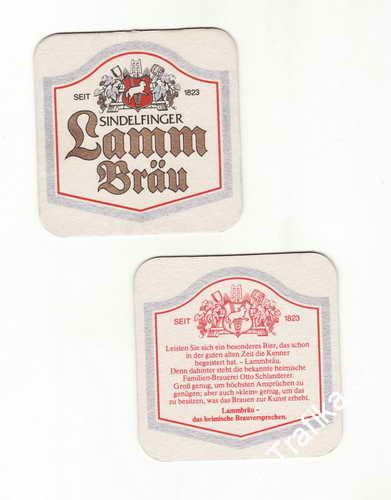 SEIT 1823
SINDELFINGER
Lamm
Bräu
SEIT 1823
Leisten Sie sich ein besonderes Bier, das schon
in der guten alten Zeit die Kenner
begeistert hat. – Lammbräu.
Denn dahinter steht die bekannte heimische
Familien-Brauerei Otto Schlanderer.
Groß genug, um höchsten Ansprüchen zu
genügen; aber auch »klein« genug, um das
zu besitzen, was das Brauen zur Kunst erhebt.
Lammbräu –
das heimische Brauversprechen.
Trafika